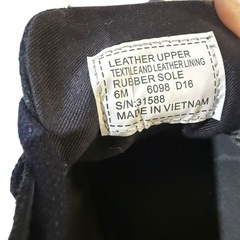 LEATHER UPPER
TEXTILE AND LEATHER LINING
RUBBER SOLE
6M 6098 D16
S/N:31588
MADE IN VIETNAM